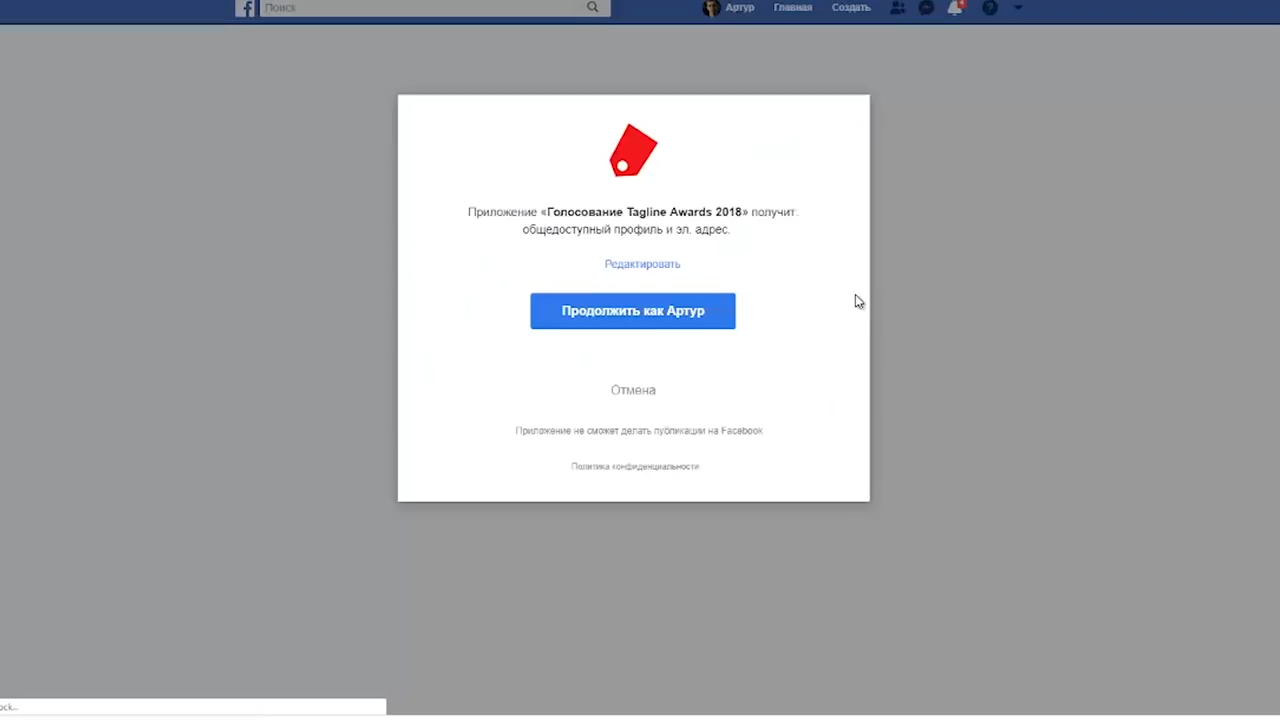 Поиск
Артур
Главная
Создать
Приложение «Голосование Tagline Awards 2018» получит:
общедоступный профиль и эл. адрес.
Редактировать
Продолжить как Артур
Отмена
Приложение не сможет делать публикации на Facebook
Политика конфиденциальности